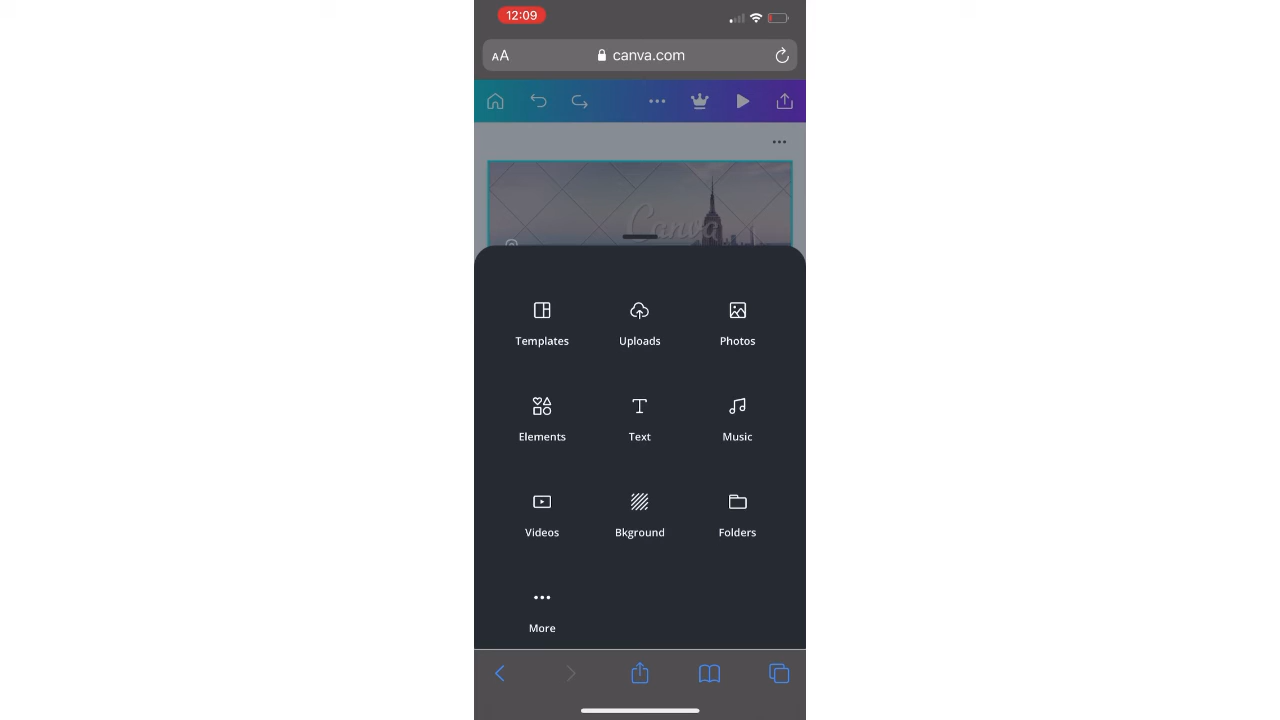 12:09
AA
canva.com
Canva
Templates
Uploads
Photos
Elements
Text
Music
Videos
Bkground
Folders
More